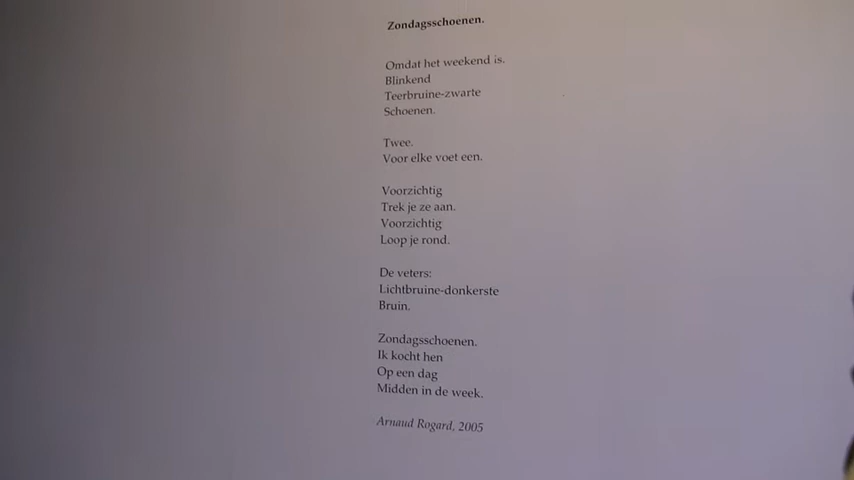 Zondagsschoenen.
Omdat het weekend is.
Blinkend
Teerbruine-zwarte
Schoenen.
Twee.
Voor elke voet een.
Voorzichtig
Trek je ze aan.
Voorzichtig
Loop je rond.
De veters:
Lichtbruine-donkerste
Bruin.
Zondagsschoenen.
Ik kocht hen
Op een dag
Midden in de week.
Arnaud Rogard, 2005